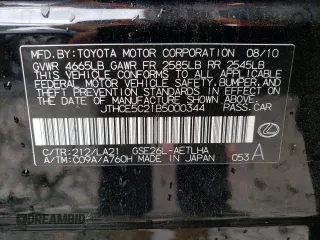 MFD. BY: TOYOTA MOTOR CORPORATION 08/10
GVWR 4665LB GAWR FR 2585LB RR 2545LB
THIS VEHICLE CONFORMS TO ALL APPLICABLE
FEDERAL MOTOR VEHICLE SAFETY, BUMPER, AND THEFT
PREVENTION STANDARDS IN EFFECT ON THE DATE OF
MANUFACTURE SHOWN ABOVE.
JTHCE5C21B5000344 PASS.CAR
C/TR:212/LA21 GSE26L-AETLHA
A/TM: C09A/A760H MADE IN JAPAN 053 A
DREAMBID